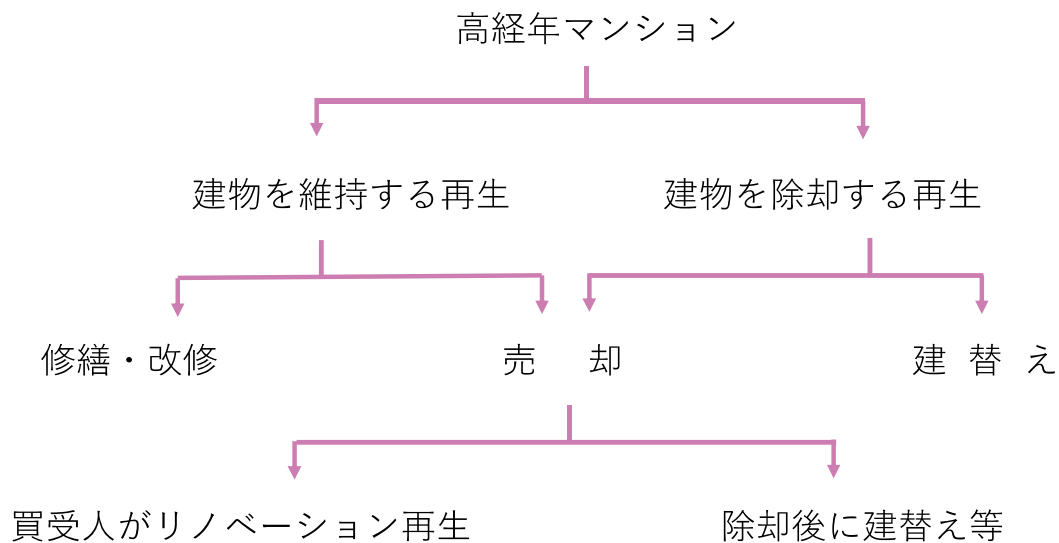 高経年マンション
建物を維持する再生
建物を除却する再生
修繕・改修
売　却
建 替 え
買受人がリノベーション再生
除却後に建替え等